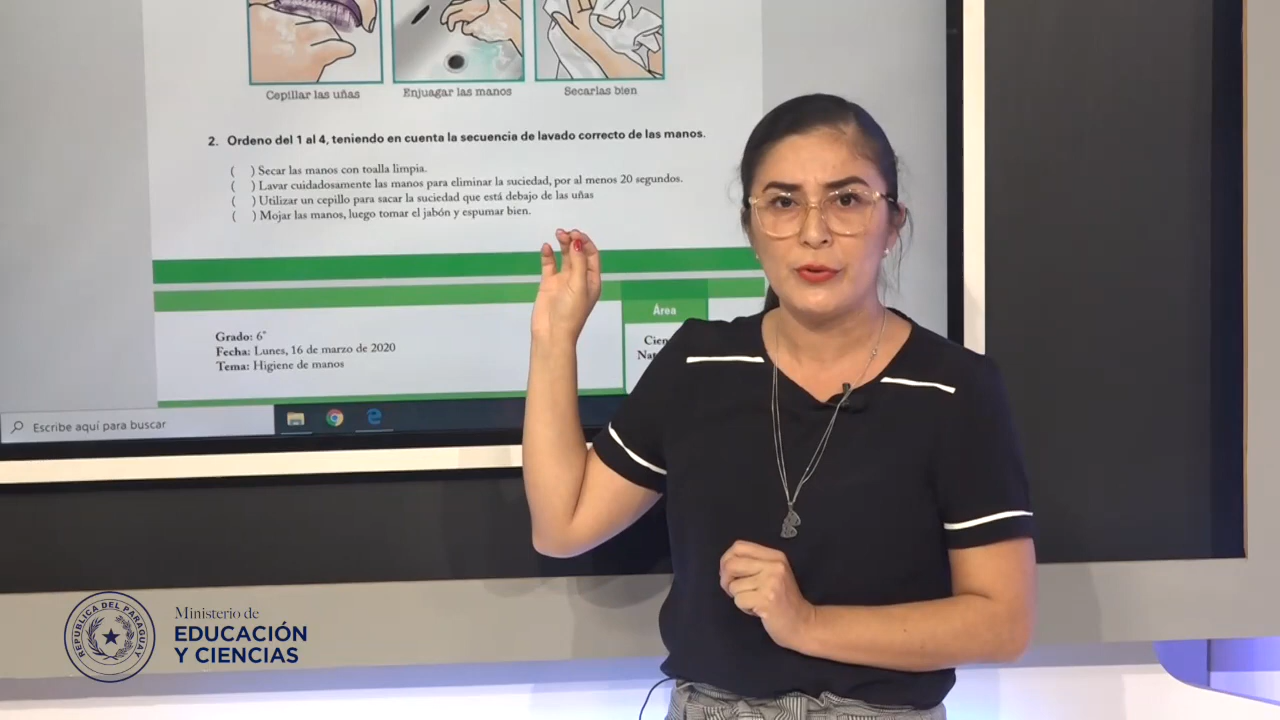 Cepillar las uñas
Enjuagar las manos
Secarlas bien
2. Ordeno del 1 al 4, teniendo en cuenta la secuencia de lavado correcto de las manos.
( ) Secar las manos con toalla limpia.
( ) Lavar cuidadosamente las manos para eliminar la suciedad, por al menos 20 segundos.
( ) Utilizar un cepillo para sacar la suciedad que está debajo de las uñas
( ) Mojar las manos, luego tomar el jabón y espumar bien.
Área
Grado: 6°
Fecha: Lunes, 16 de marzo de 2020
Tema: Higiene de manos
Escribe aquí para buscar
REPUBLICA DEL PARAGUAY
Ministerio de
EDUCACIÓN
Y CIENCIAS